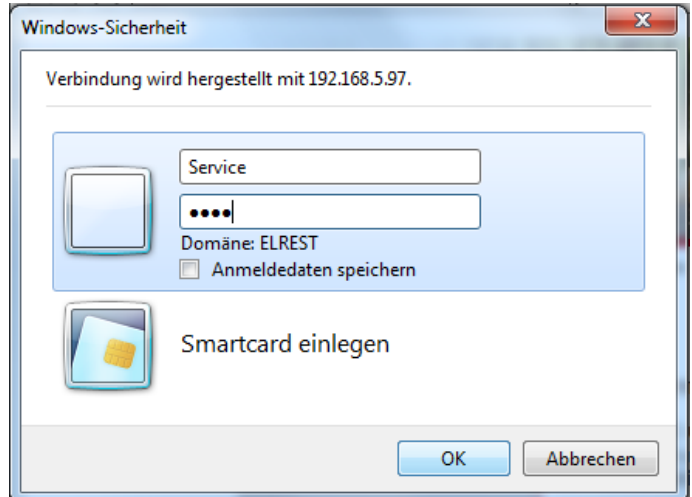 Windows-Sicherheit
Verbindung wird hergestellt mit 192.168.5.97.
Service
●●●●
Domäne: ELREST
Anmeldedaten speichern
Smartcard einlegen
OK
Abbrechen